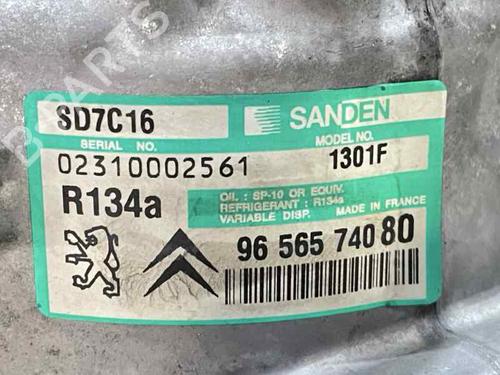 B-PARTS
SD7C16
SANDEN
SERIAL NO.
MODEL NO.
02310002561
1301F
R134a
OIL : SP-10 OR EQUIV.
REFRIGERANT : R134a
VARIABLE DISP. MADE IN FRANCE
96 565 740 80